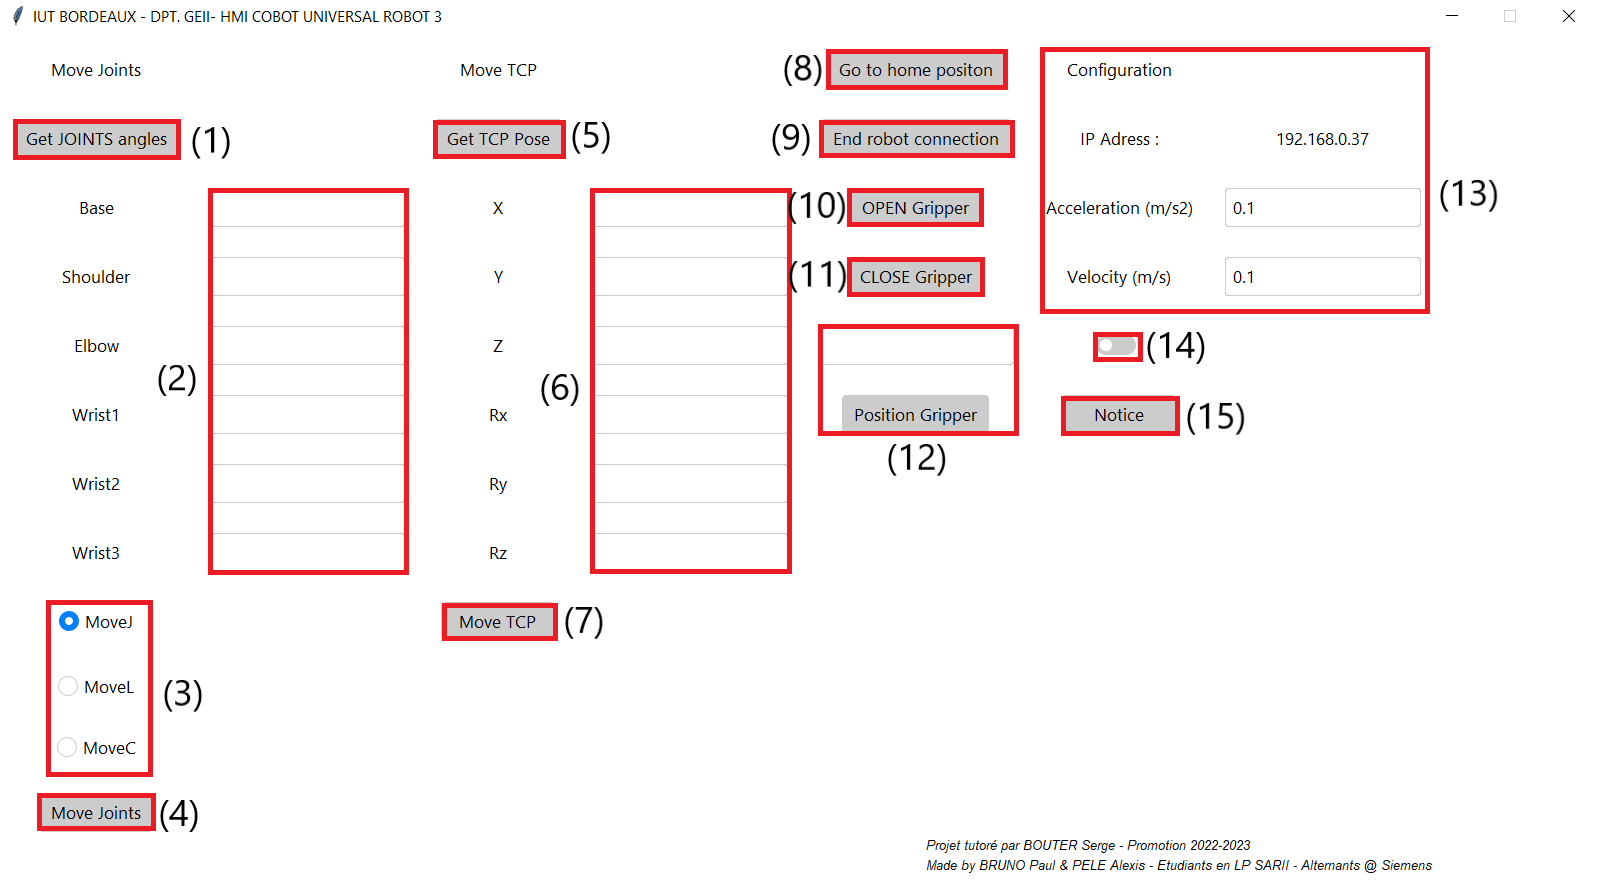 IUT BORDEAUX - DPT. GEII- HMI COBOT UNIVERSAL ROBOT 3
Move Joints
Move TCP
(8) Go to home positon
Configuration
Get JOINTS angles (1)
Get TCP Pose (5)
(9) End robot connection
IP Adress : 192.168.0.37
Base
X
(10) OPEN Gripper
Acceleration (m/s2) 0.1
(13)
Shoulder
Y
(11) CLOSE Gripper
Velocity (m/s) 0.1
Elbow
Z
(14)
(2)
(6)
Wrist1
Rx
Position Gripper
Notice (15)
(12)
Wrist2
Ry
Wrist3
Rz
MoveJ
Move TCP (7)
MoveL
(3)
MoveC
Move Joints (4)
Projet tutoré par BOUTER Serge - Promotion 2022-2023
Made by BRUNO Paul & PELE Alexis - Etudiants en LP SARII - Alternants @ Siemens